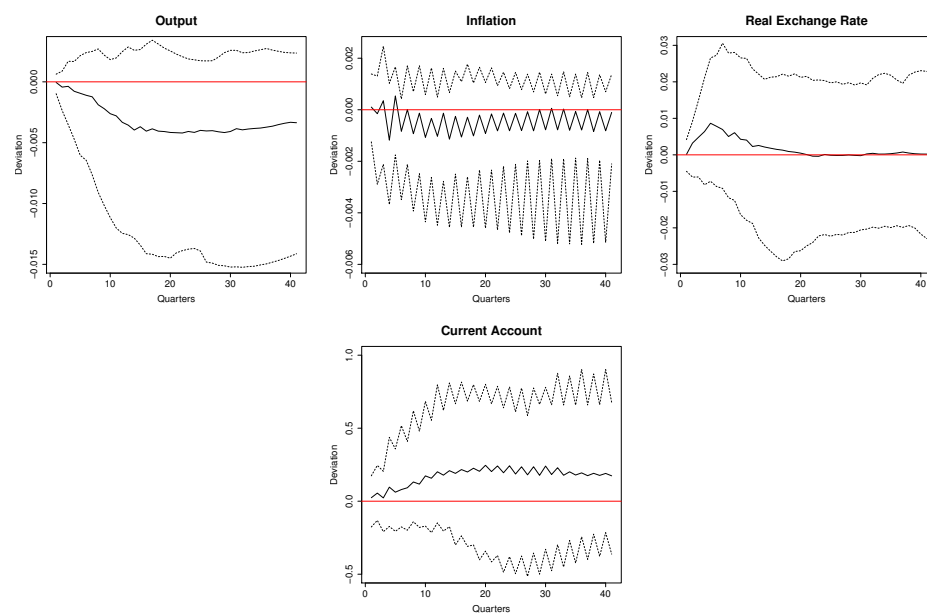 Output
Deviation
0.000
−0.005
−0.010
−0.015
0 10 20 30 40
Quarters
Inflation
Deviation
0.002
0.000
−0.002
−0.004
−0.006
0 10 20 30 40
Quarters
Real Exchange Rate
Deviation
0.03
0.02
0.01
0.00
−0.01
−0.02
−0.03
0 10 20 30 40
Quarters
Current Account
Deviation
1.0
0.5
0.0
−0.5
0 10 20 30 40
Quarters